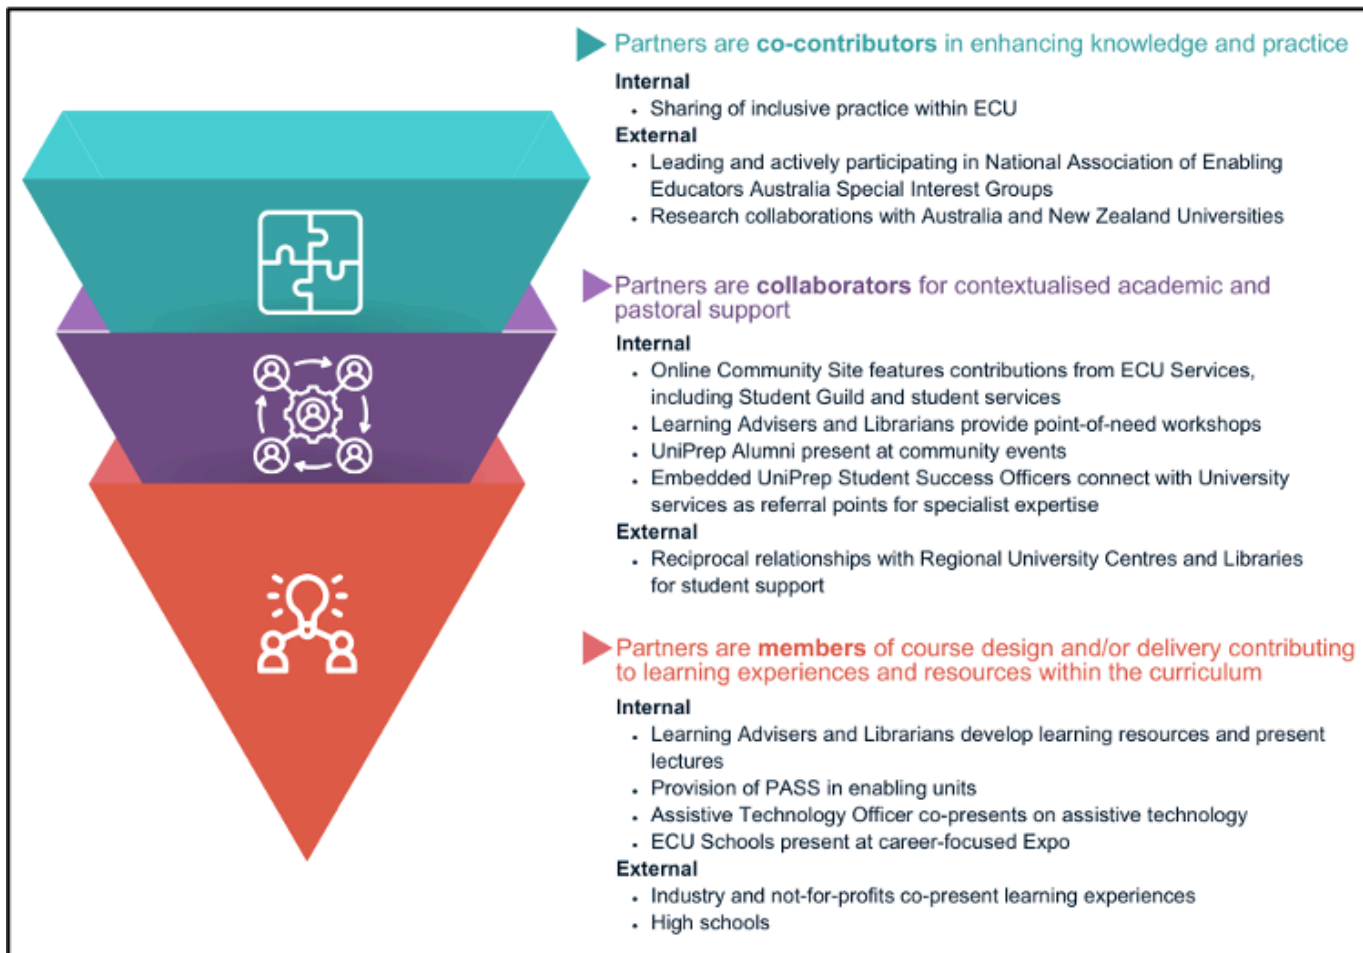 Partners are co-contributors in enhancing knowledge and practice
Internal
• Sharing of inclusive practice within ECU
External
• Leading and actively participating in National Association of Enabling
Educators Australia Special Interest Groups
• Research collaborations with Australia and New Zealand Universities
Partners are collaborators for contextualised academic and
pastoral support
Internal
• Online Community Site features contributions from ECU Services,
including Student Guild and student services
• Learning Advisers and Librarians provide point-of-need workshops
• UniPrep Alumni present at community events
• Embedded UniPrep Student Success Officers connect with University
services as referral points for specialist expertise
External
• Reciprocal relationships with Regional University Centres and Libraries
for student support
Partners are members of course design and/or delivery contributing
to learning experiences and resources within the curriculum
Internal
• Learning Advisers and Librarians develop learning resources and present
lectures
• Provision of PASS in enabling units
• Assistive Technology Officer co-presents on assistive technology
• ECU Schools present at career-focused Expo
External
• Industry and not-for-profits co-present learning experiences
• High schools